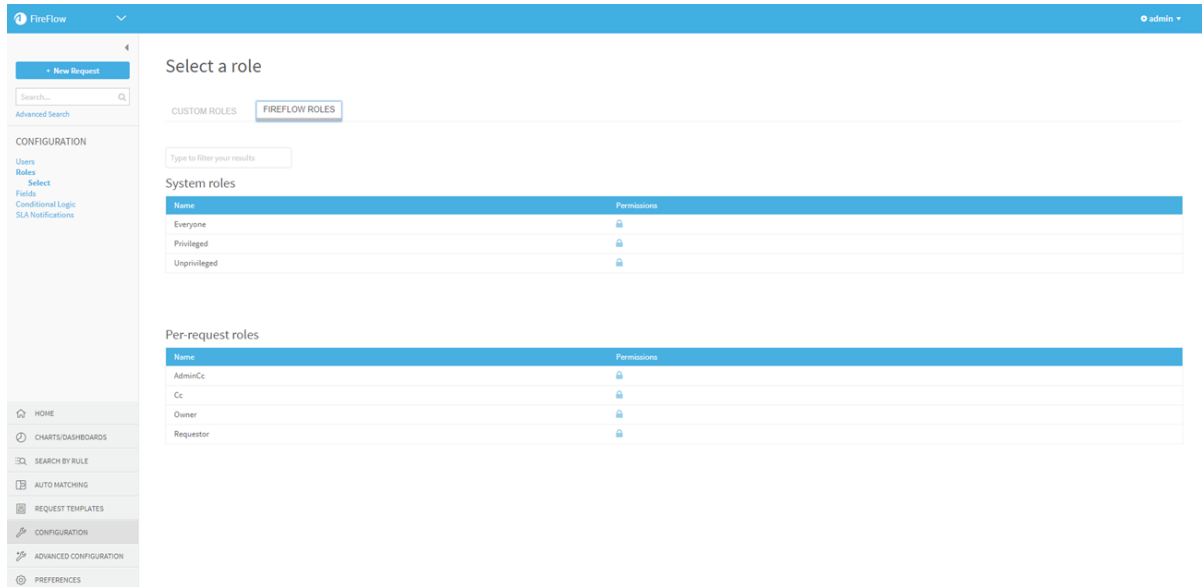 FireFlow
admin
+ New Request
Search...
Advanced Search
CONFIGURATION
Users
Roles
Select
Fields
Conditional Logic
SLA Notifications
HOME
CHARTS/DASHBOARDS
SEARCH BY RULE
AUTO MATCHING
REQUEST TEMPLATES
CONFIGURATION
ADVANCED CONFIGURATION
PREFERENCES
Select a role
CUSTOM ROLES FIREFLOW ROLES
Type to filter your results
System roles
Name Permissions
Everyone
Privileged
Unprivileged
Per-request roles
Name Permissions
AdminCc
Cc
Owner
Requestor